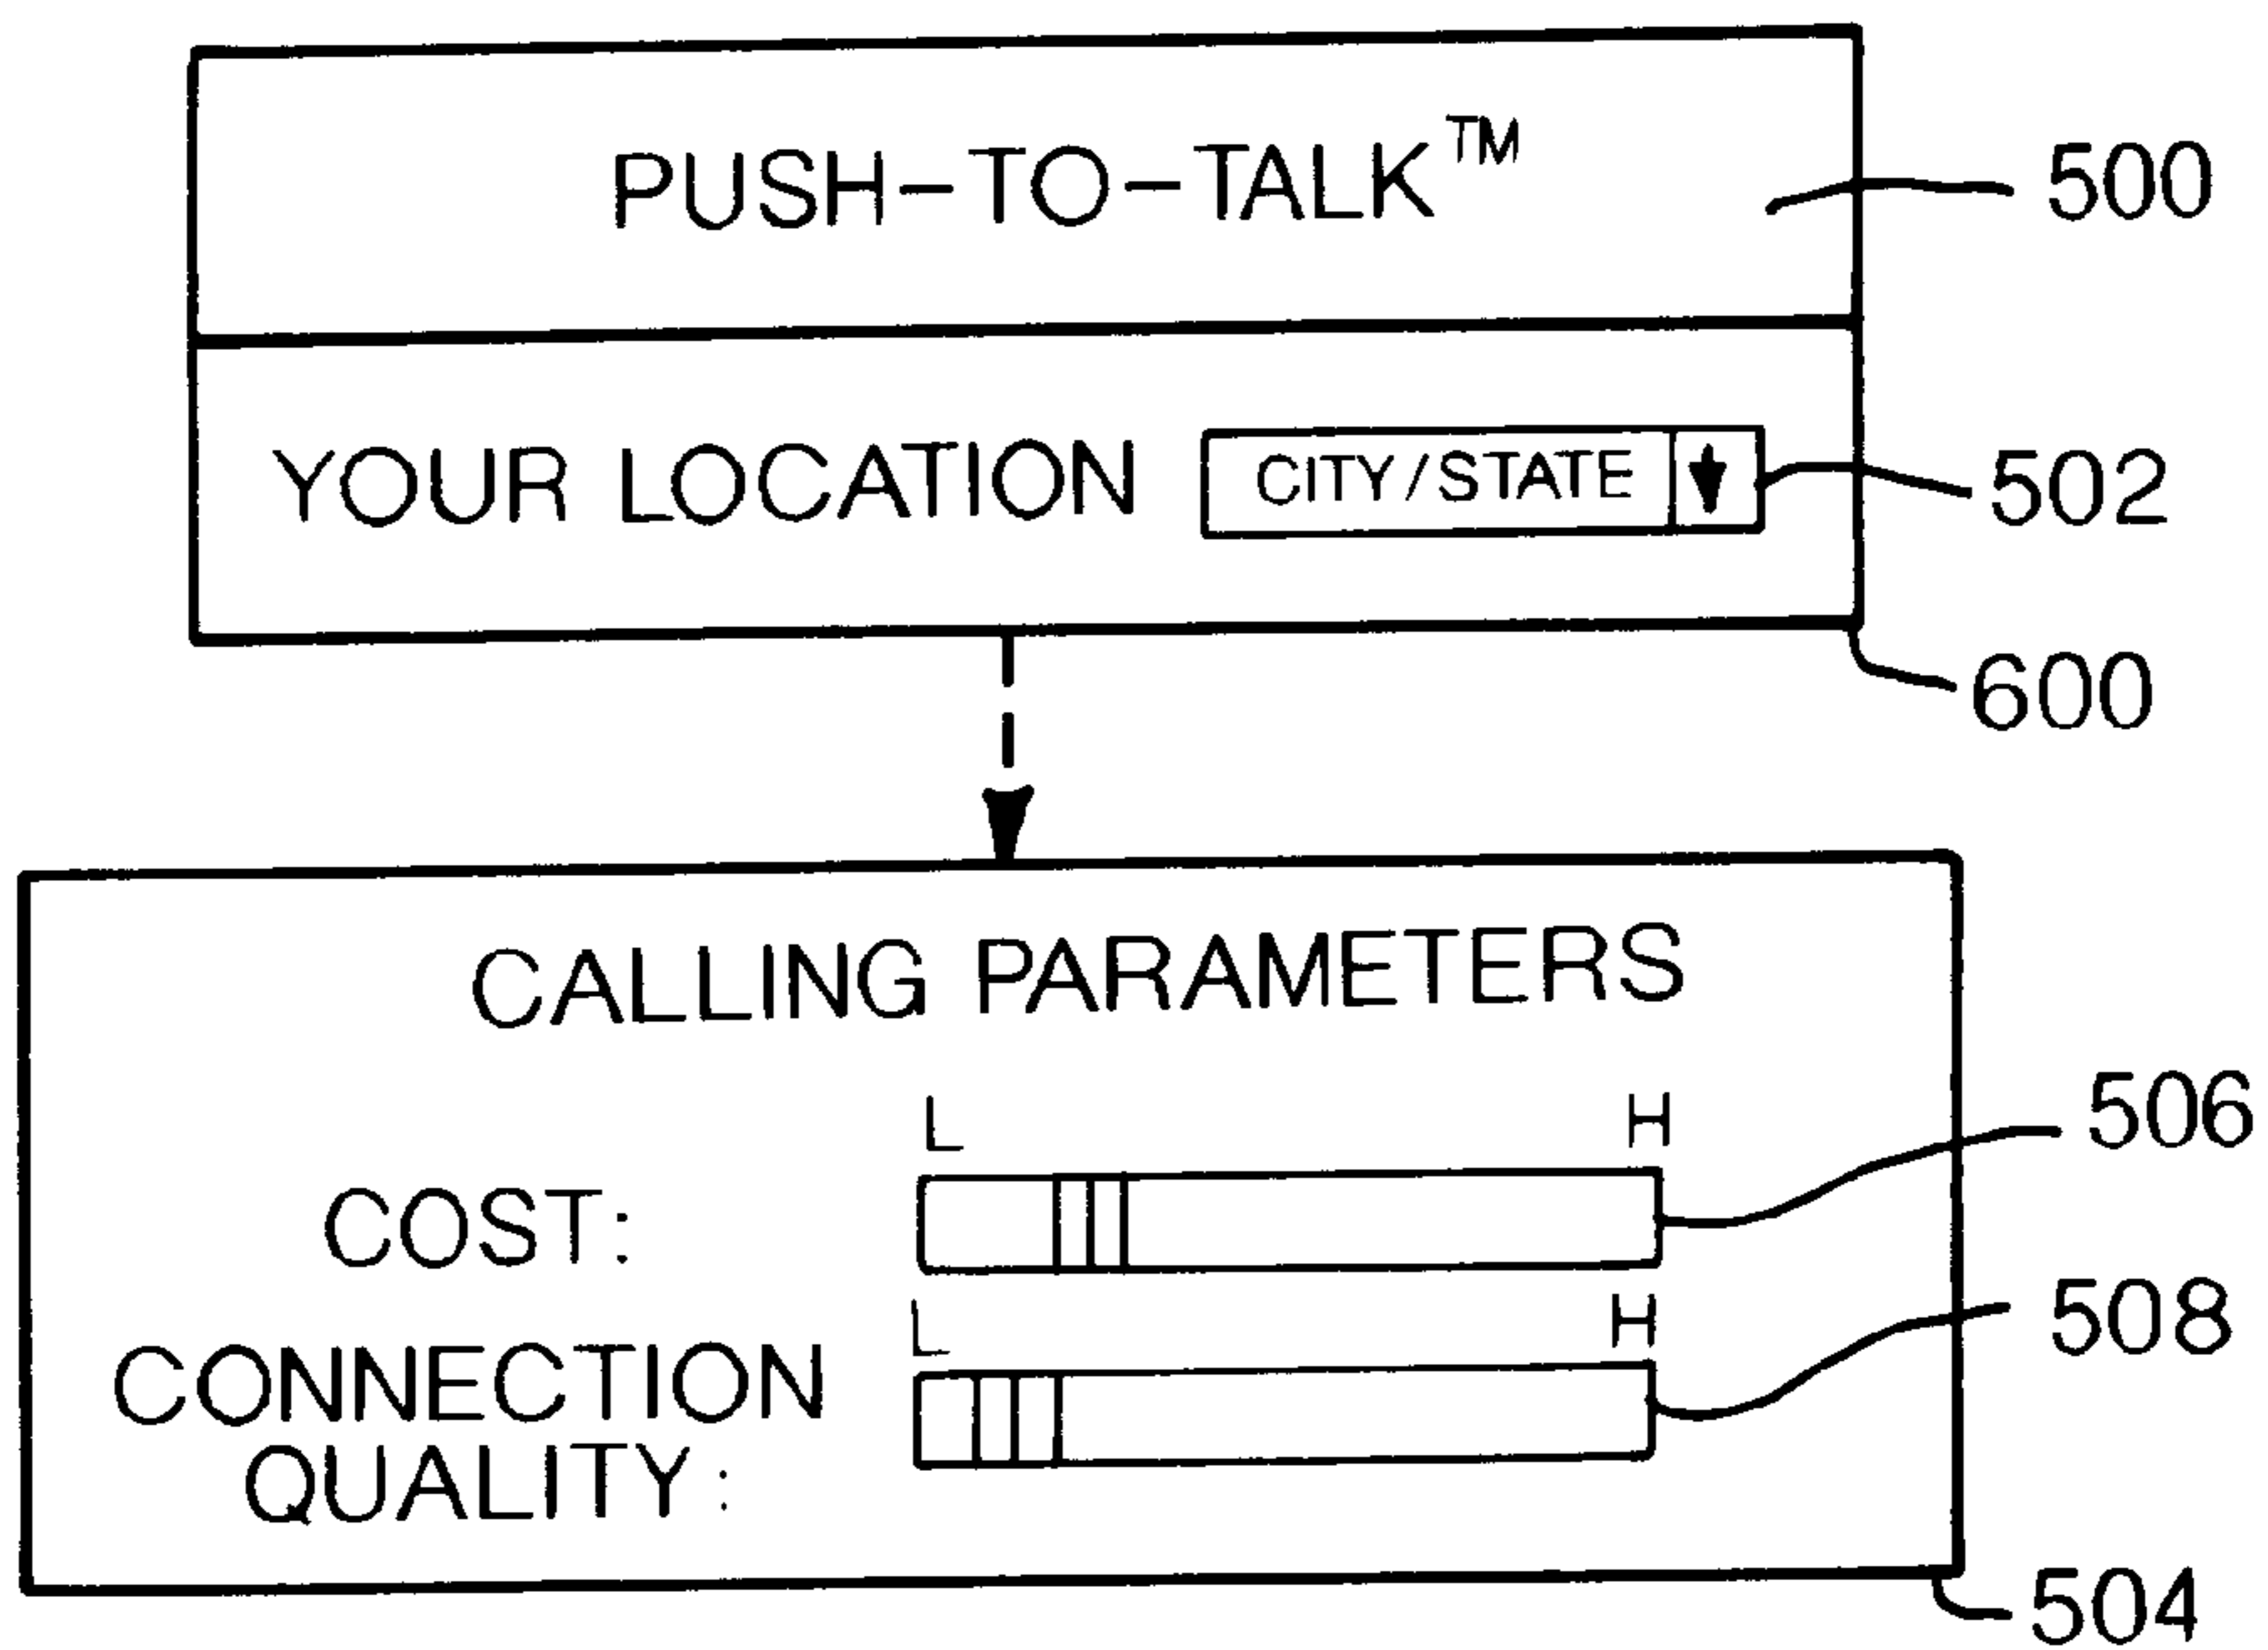 PUSH-TO-TALK™
500
YOUR LOCATION CITY/STATE
502
600
CALLING PARAMETERS
L H
506
COST:
L H
508
CONNECTION
QUALITY:
504